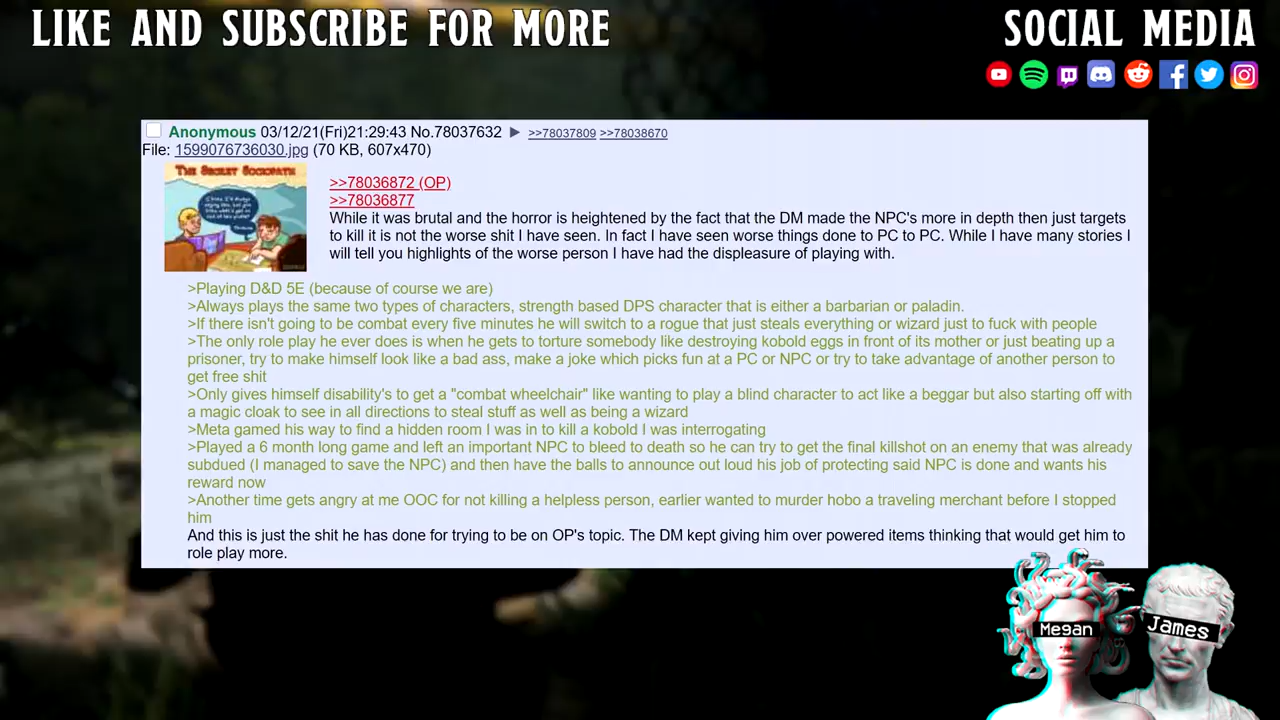 LIKE AND SUBSCRIBE FOR MORE
SOCIAL MEDIA
Anonymous 03/12/21(Fri)21:29:43 No.78037632 ▶ >>78037809 >>78038670
File: 1599076736030.jpg (70 KB, 607x470)
THE SECRET SOCIOPATH
>>78036872 (OP)
>>78036877
While it was brutal and the horror is heightened by the fact that the DM made the NPC's more in depth then just targets
to kill it is not the worse shit I have seen. In fact I have seen worse things done to PC to PC. While I have many stories I
will tell you highlights of the worse person I have had the displeasure of playing with.
>Playing D&D 5E (because of course we are)
>Always plays the same two types of characters, strength based DPS character that is either a barbarian or paladin.
>If there isn't going to be combat every five minutes he will switch to a rogue that just steals everything or wizard just to fuck with people
>The only role play he ever does is when he gets to torture somebody like destroying kobold eggs in front of its mother or just beating up a
prisoner, try to make himself look like a bad ass, make a joke which picks fun at a PC or NPC or try to take advantage of another person to
get free shit
>Only gives himself disability's to get a "combat wheelchair" like wanting to play a blind character to act like a beggar but also starting off with
a magic cloak to see in all directions to steal stuff as well as being a wizard
>Meta gamed his way to find a hidden room I was in to kill a kobold I was interrogating
>Played a 6 month long game and left an important NPC to bleed to death so he can try to get the final killshot on an enemy that was already
subdued (I managed to save the NPC) and then have the balls to announce out loud his job of protecting said NPC is done and wants his
reward now
>Another time gets angry at me OOC for not killing a helpless person, earlier wanted to murder hobo a traveling merchant before I stopped
him
And this is just the shit he has done for trying to be on OP's topic. The DM kept giving him over powered items thinking that would get him to
role play more.
Megan
James